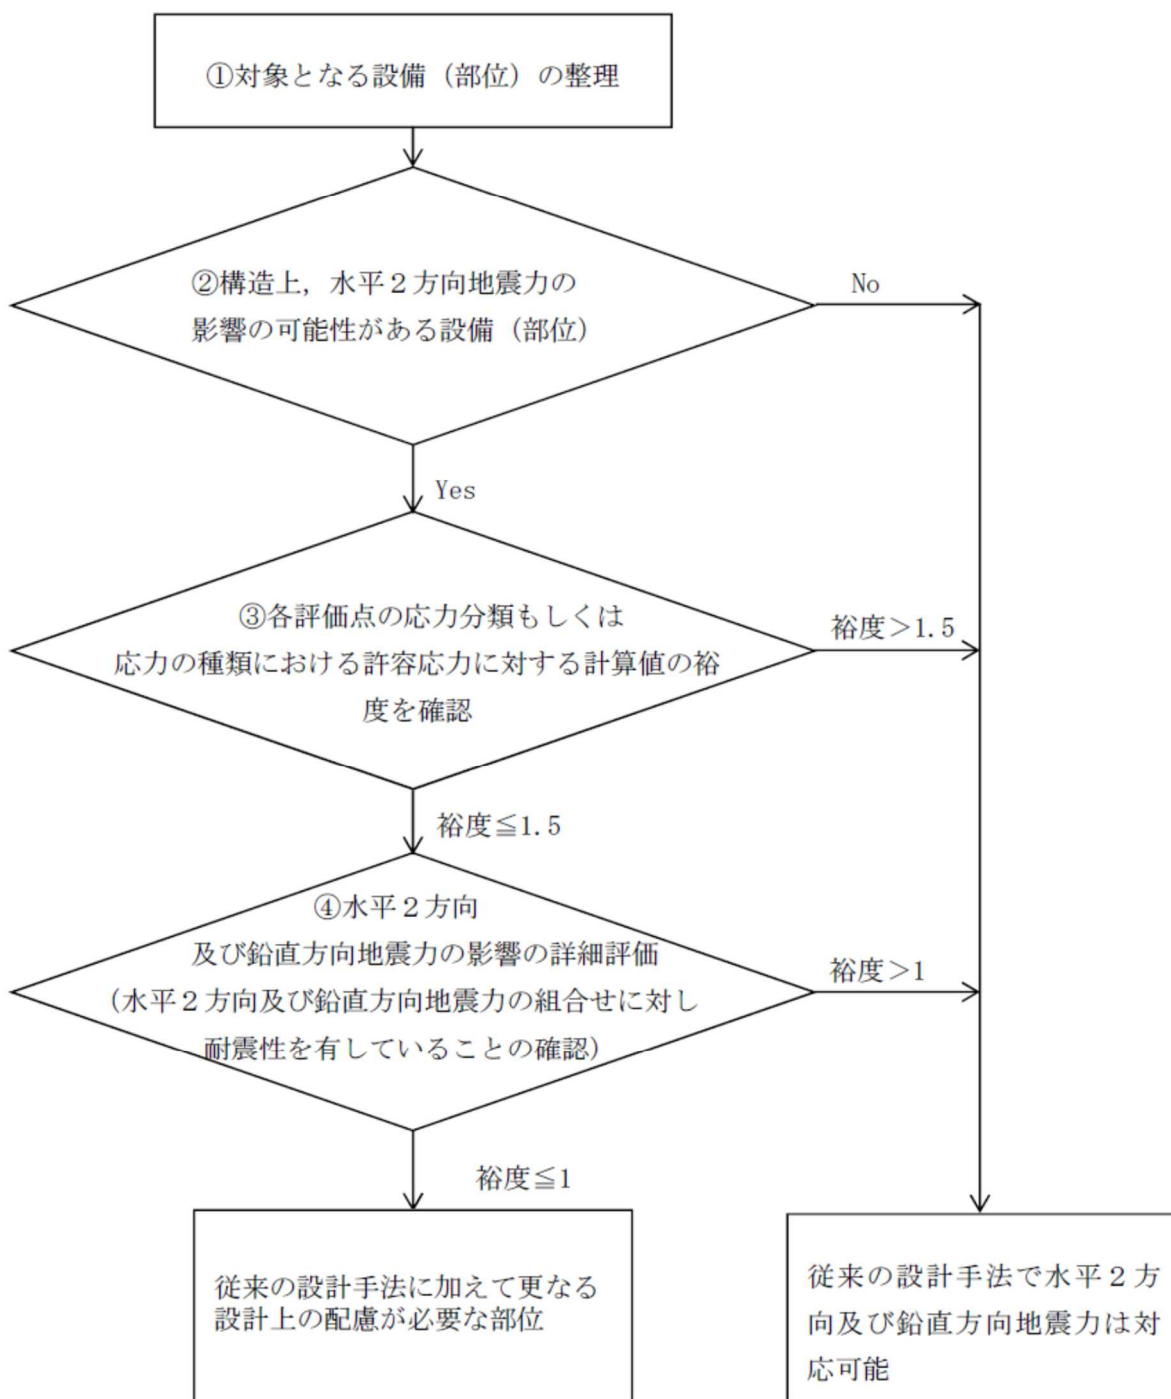 ①対象となる設備（部位）の整理
②構造上，水平２方向地震力の
影響の可能性がある設備（部位）
No
Yes
③各評価点の応力分類もしくは
応力の種類における許容応力に対する計算値の裕
度を確認
裕度＞1.5
裕度≦1.5
④水平２方向
及び鉛直方向地震力の影響の詳細評価
（水平２方向及び鉛直方向地震力の組合せに対し
耐震性を有していることの確認）
裕度＞1
裕度≦1
従来の設計手法に加えて更なる
設計上の配慮が必要な部位
従来の設計手法で水平２方
向及び鉛直方向地震力は対
応可能